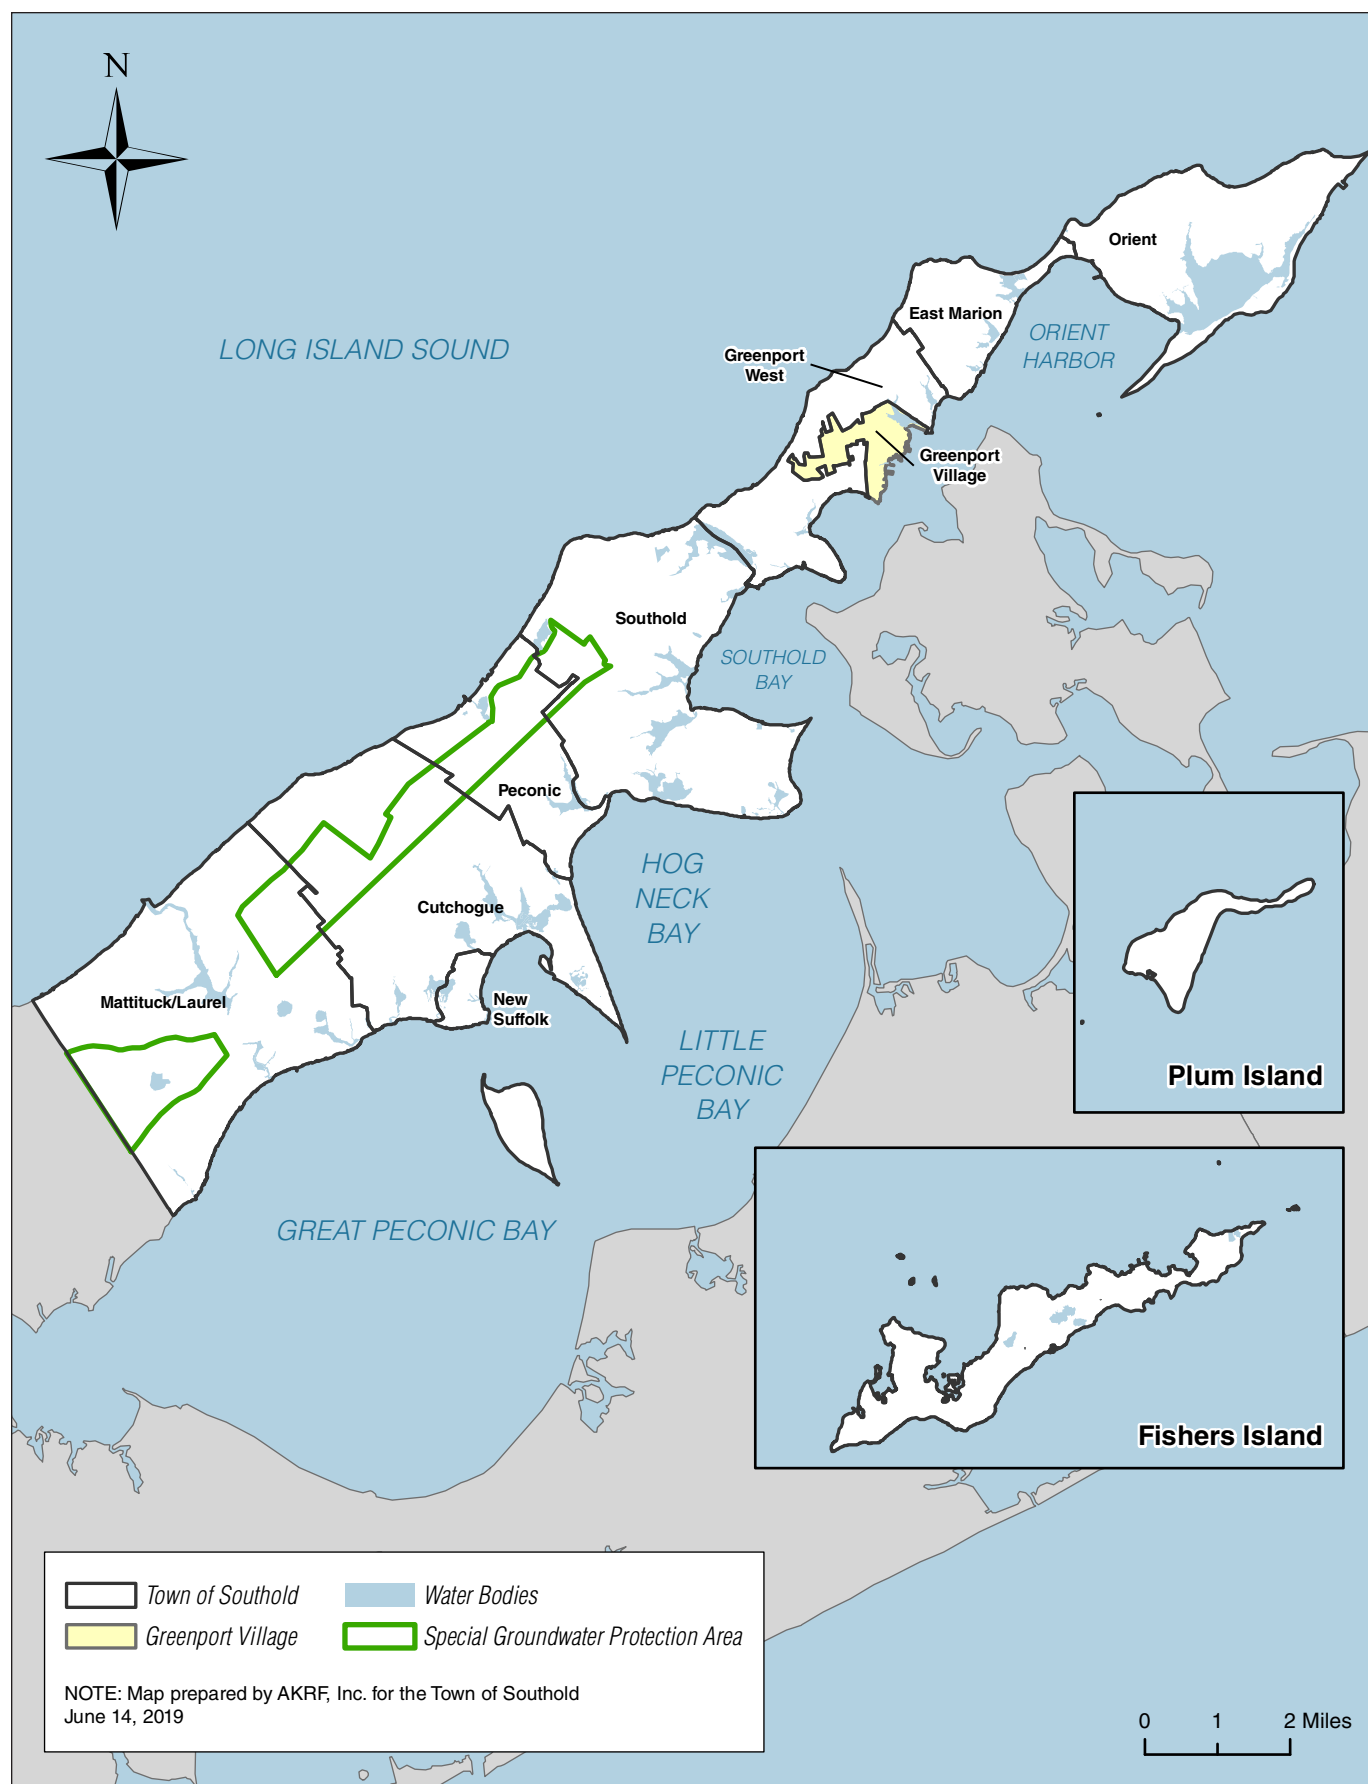 N
Orient
East Marion
LONG ISLAND SOUND
ORIENT
HARBOR
Greenport
West
Greenport
Village
Southold
SOUTHOLD
BAY
Peconic
HOG
NECK
BAY
Cutchogue
Mattituck/Laurel
New
Suffolk
LITTLE
PECONIC
BAY
Plum Island
GREAT PECONIC BAY
Fishers Island
Town of Southold
Water Bodies
Greenport Village
Special Groundwater Protection Area
NOTE: Map prepared by AKRF, Inc. for the Town of Southold
June 14, 2019
0 1 2 Miles